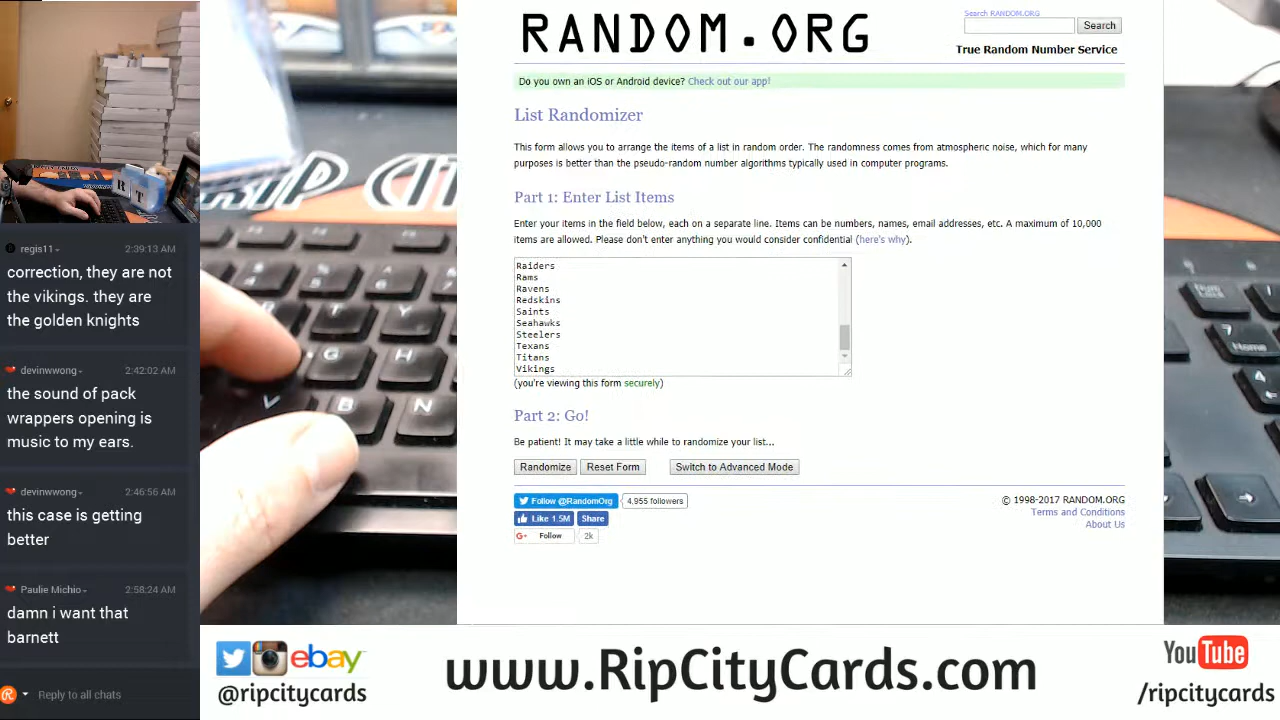 regis11
2:39:13 AM
correction, they are not
the vikings. they are
the golden knights
devinwwong
2:42:02 AM
the sound of pack
wrappers opening is
music to my ears.
devinwwong
2:46:56 AM
this case is getting
better
Paulie Michio
2:58:24 AM
damn i want that
barnett
Reply to all chats
RANDOM.ORG
Search RANDOM.ORG
Search
True Random Number Service
Do you own an iOS or Android device? Check out our app!
List Randomizer
This form allows you to arrange the items of a list in random order. The randomness comes from atmospheric noise, which for many
purposes is better than the pseudo-random number algorithms typically used in computer programs.
Part 1: Enter List Items
Enter your items in the field below, each on a separate line. Items can be numbers, names, email addresses, etc. A maximum of 10,000
items are allowed. Please don't enter anything you would consider confidential (here's why).
Raiders
Rams
Ravens
Redskins
Saints
Seahawks
Steelers
Texans
Titans
Vikings
(you're viewing this form securely)
Part 2: Go!
Be patient! It may take a little while to randomize your list...
Randomize Reset Form Switch to Advanced Mode
Follow @RandomOrg 4,955 followers
Like 1.5M Share
G+ Follow 2k
© 1998-2017 RANDOM.ORG
Terms and Conditions
About Us
T Y
G H
V B N
Num Lock
7 Home
4
1
R T
ebay
@ripcitycards
www.RipCityCards.com
YouTube
/ripcitycards